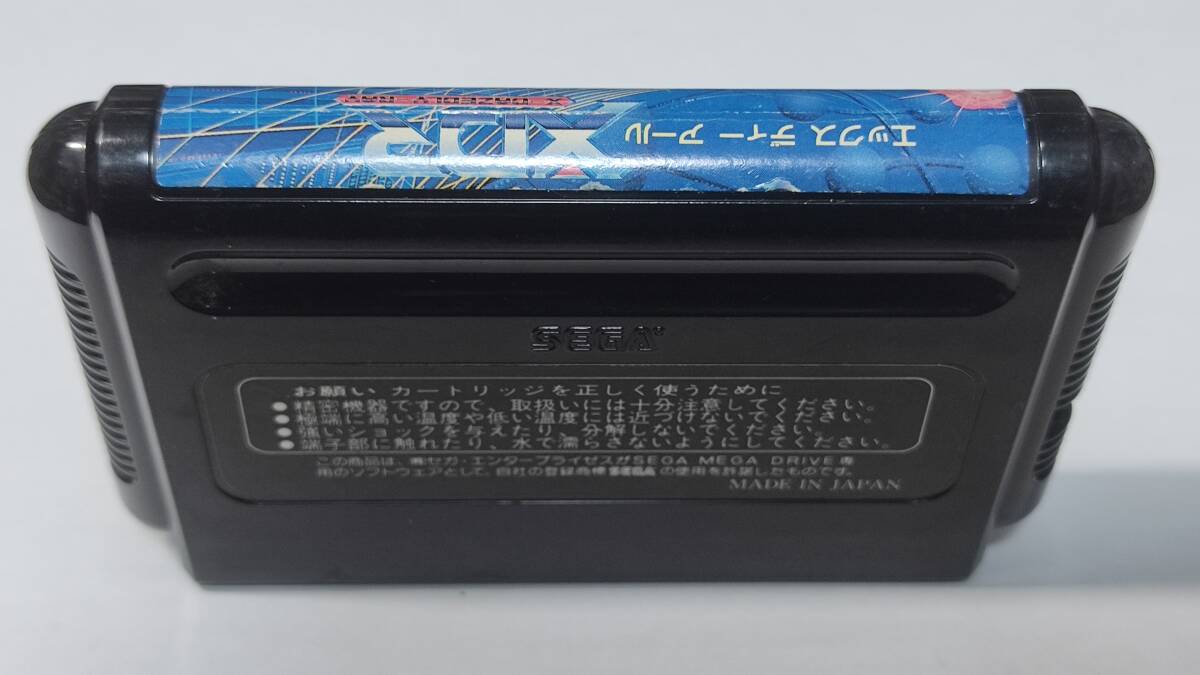 エックス ディー アール
XDR
X DAZEDLY RAY
SEGA
お願い カートリッジを正しく使うために
●精密機器ですので、取扱いには十分注意してください。
●極端に高い温度や低い温度には近づけないでください。
●強いショックを与えたり、分解しないでください。
●端子部に触れたり、水で濡らさないようにしてください。
この商品は、㈱セガ・エンタープライゼスがSEGA MEGA DRIVE専
用のソフトウェアとして、自社の登録商標SEGAの使用を許諾したものです。
MADE IN JAPAN